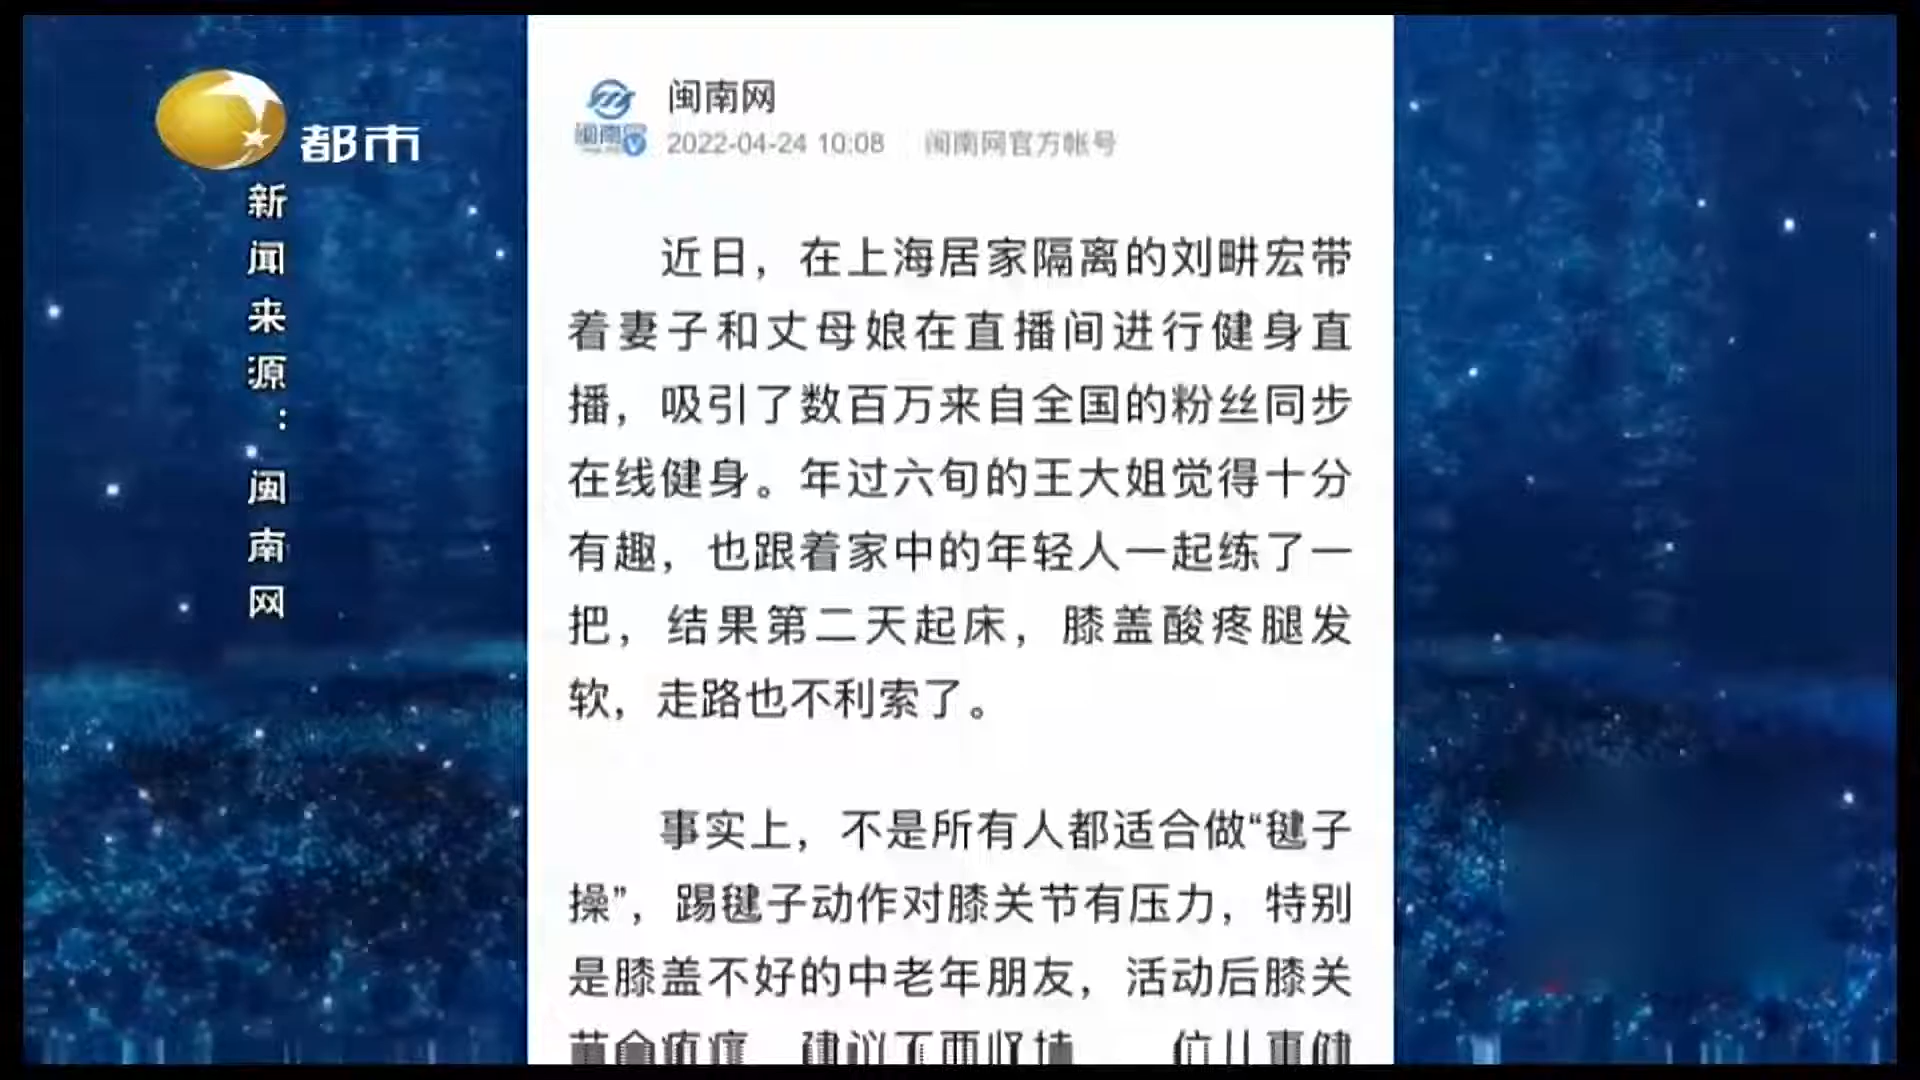 都市
新闻来源：闽南网
闽南网
闽南网
2022-04-24 10:08 闽南网官方帐号
近日，在上海居家隔离的刘畊宏带
着妻子和丈母娘在直播间进行健身直
播，吸引了数百万来自全国的粉丝同步
在线健身。年过六旬的王大姐觉得十分
有趣，也跟着家中的年轻人一起练了一
把，结果第二天起床，膝盖酸疼腿发
软，走路也不利索了。
事实上，不是所有人都适合做“毽子
操”，踢毽子动作对膝关节有压力，特别
是膝盖不好的中老年朋友，活动后膝关